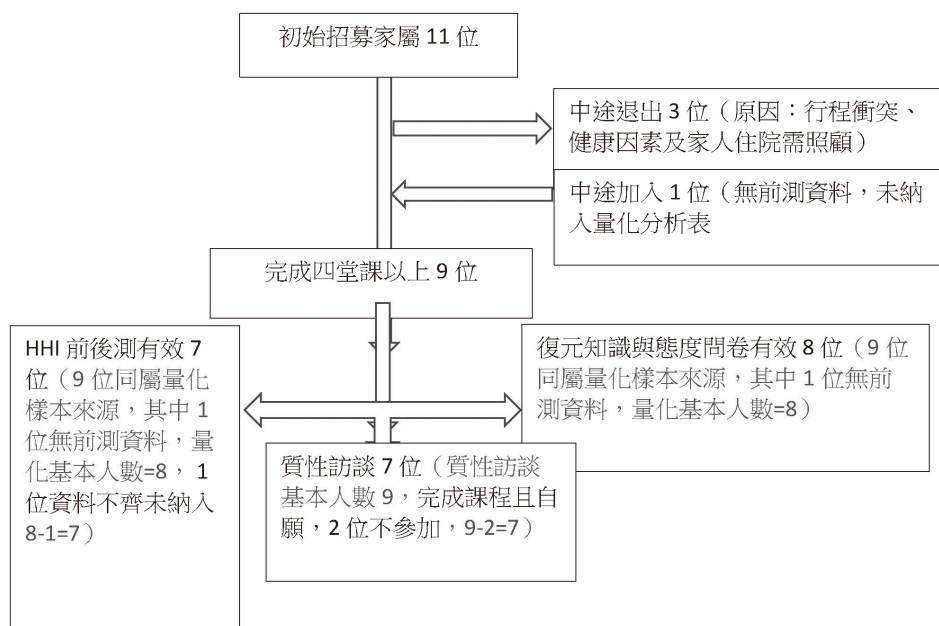 初始招募家屬 11 位
中途退出 3 位（原因：行程衝突、
健康因素及家人住院需照顧）
中途加入 1 位（無前測資料，未納
入量化分析表
完成四堂課以上 9 位
HHI 前後測有效 7
位（9 位同屬量化
樣本來源，其中 1
位無前測資料，量
化基本人數=8， 1
位資料不齊未納入
8-1=7）
復元知識與態度問卷有效 8 位（9 位
同屬量化樣本來源，其中 1 位無前
測資料，量化基本人數=8）
質性訪談 7 位（質性訪談
基本人數 9，完成課程且自
願，2 位不參加，9-2=7）